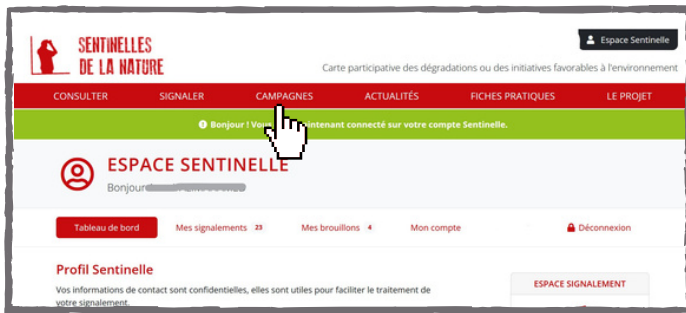 SENTINELLES
DE LA NATURE
Espace Sentinelle
Carte participative des dégradations ou des initiatives favorables à l'environnement
CONSULTER SIGNALER CAMPAGNES ACTUALITÉS FICHES PRATIQUES LE PROJET
Bonjour ! Vous maintenant connecté sur votre compte Sentinelle.
ESPACE SENTINELLE
Bonjour
Tableau de bord Mes signalements 23 Mes brouillons 4 Mon compte Déconnexion
Profil Sentinelle
ESPACE SIGNALEMENT
Vos informations de contact sont confidentielles, elles sont utiles pour faciliter le traitement de
votre signalement.